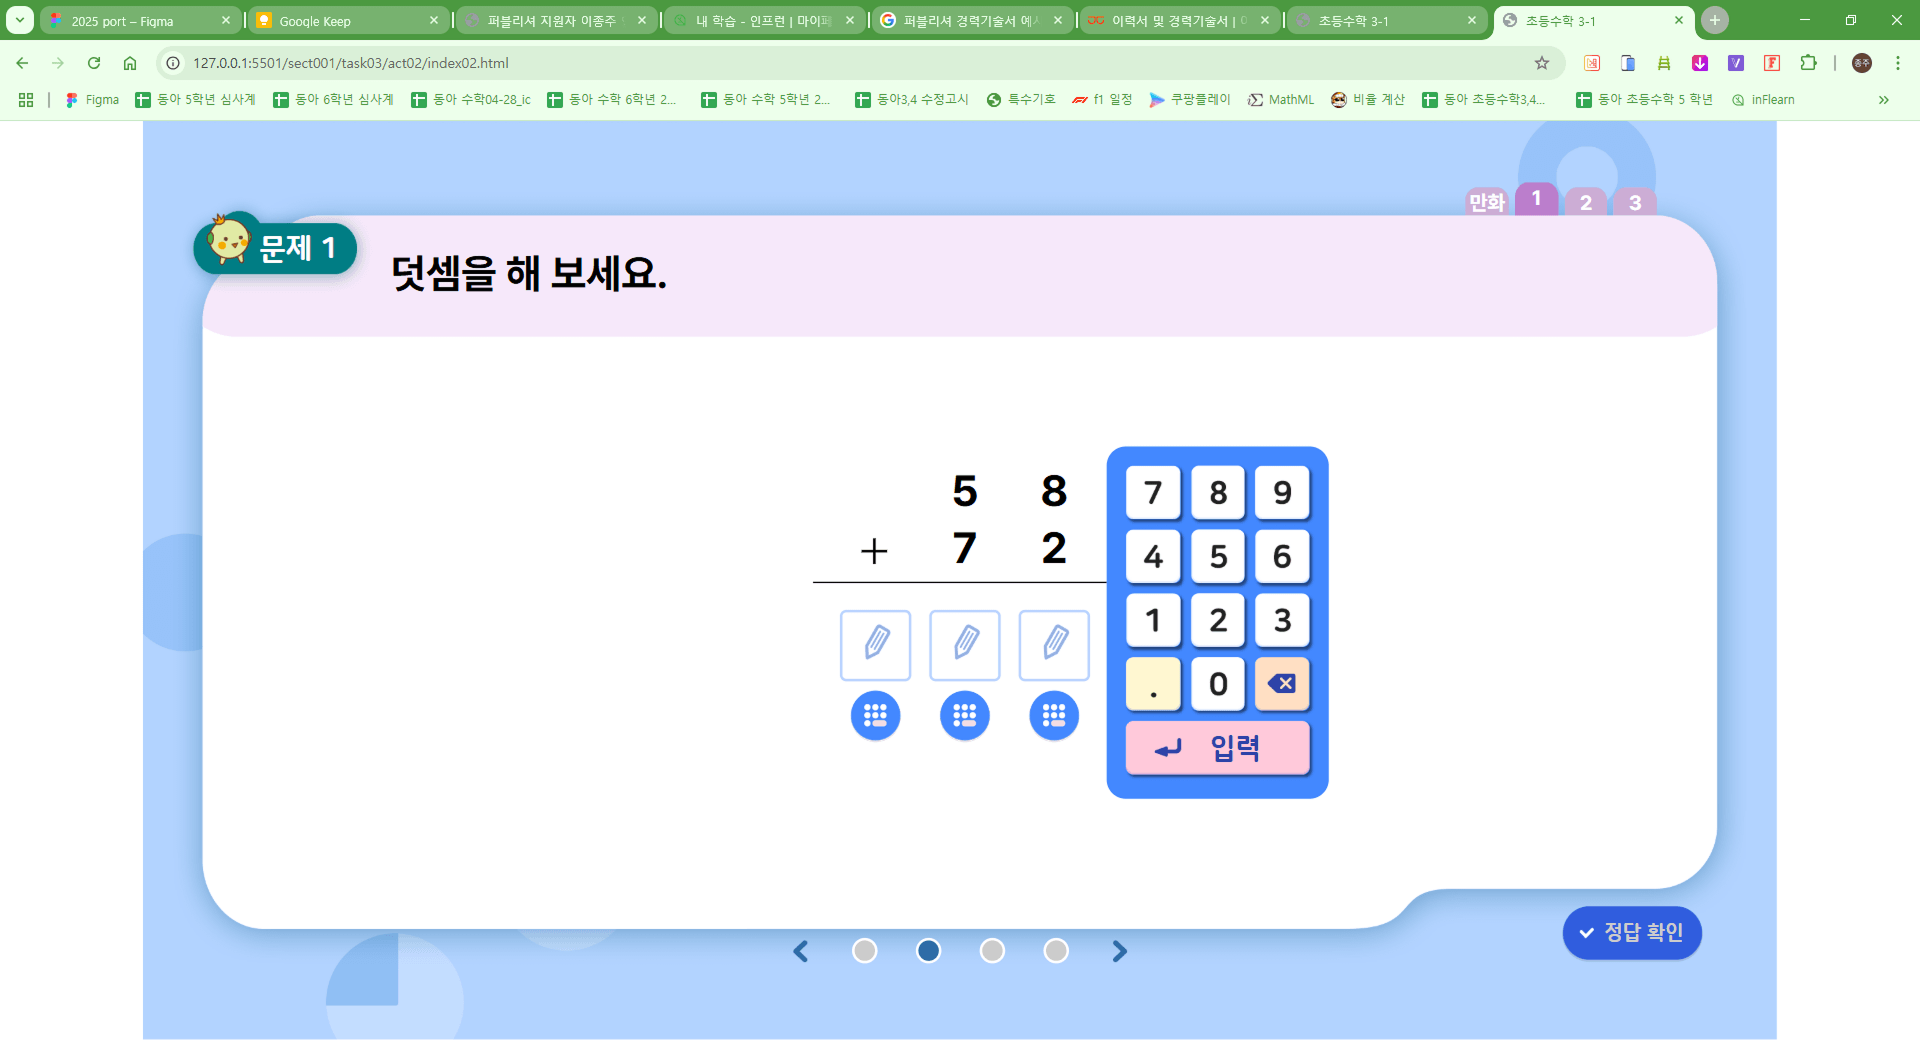 2025 port – Figma
Google Keep
퍼블리셔 지원자 이종주
내 학습 - 인프런 | 마이페
퍼블리셔 경력기술서 예시
이력서 및 경력기술서 |
초등수학 3-1
초등수학 3-1
127.0.0.1:5501/sect001/task03/act02/index02.html
종주
Figma
동아 5학년 심사계
동아 6학년 심사계
동아 수학04-28_ic
동아 수학 6학년 2...
동아 수학 5학년 2...
동아3,4 수정고시
특수기호
f1 일정
쿠팡플레이
MathML
비율 계산
동아 초등수학3,4...
동아 초등수학 5 학년
inFlearn
만화 1 2 3
문제 1
덧셈을 해 보세요.
5 8
+ 7 2
7 8 9
4 5 6
1 2 3
. 0
입력
정답 확인